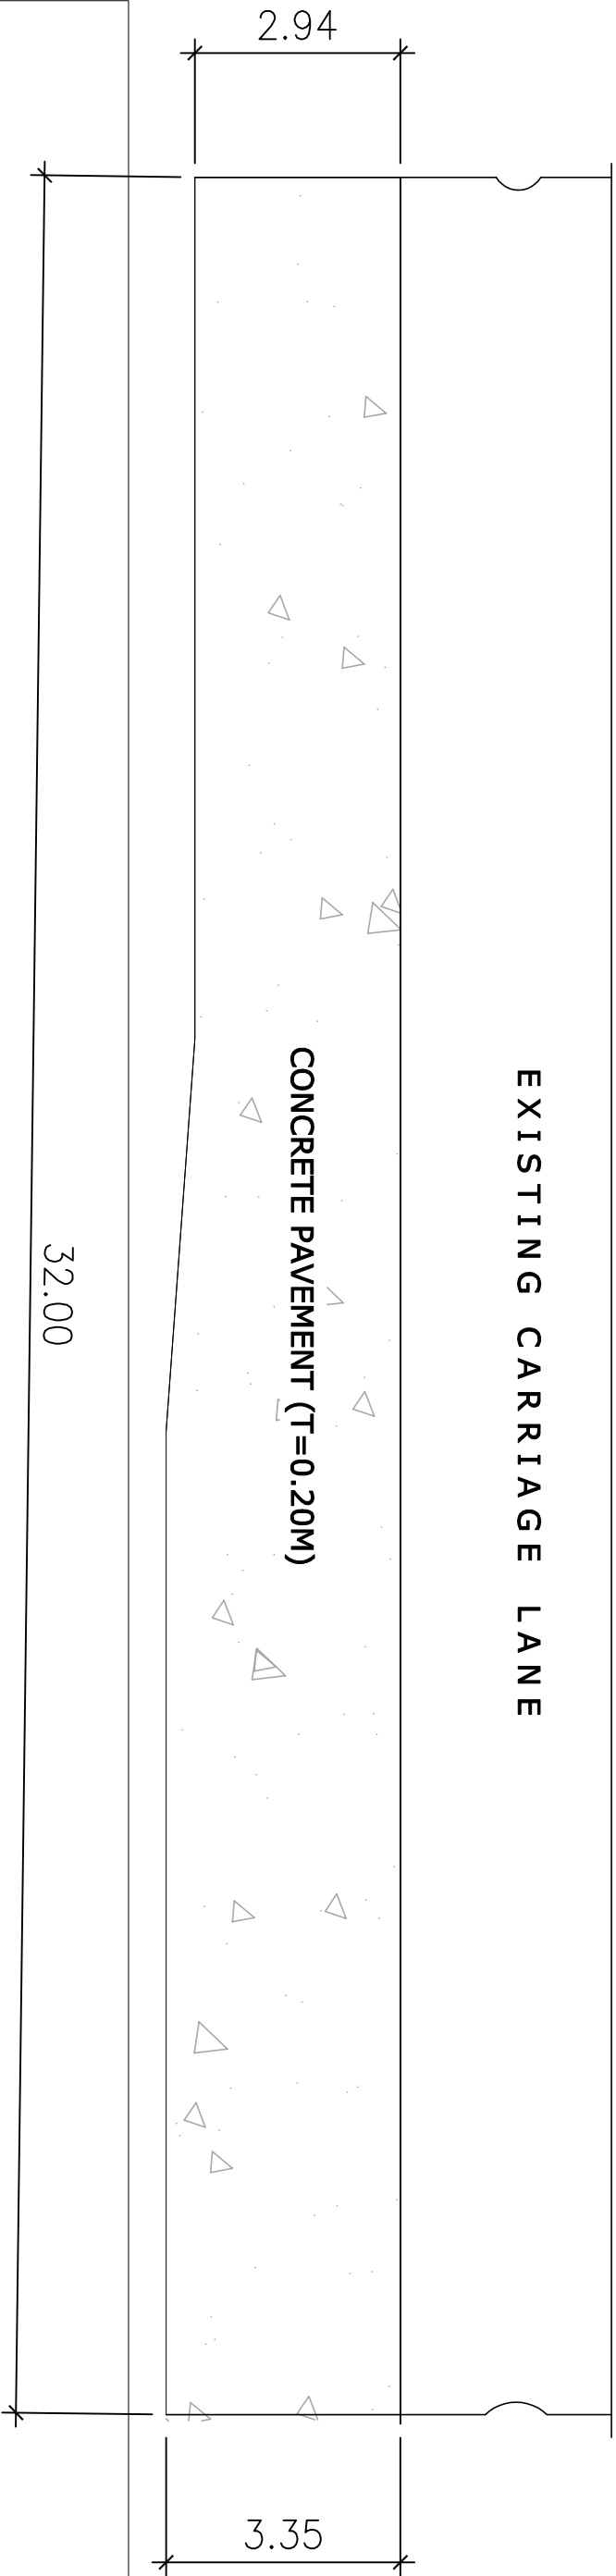 2.94
EXISTING CARRIAGE LANE
CONCRETE PAVEMENT (T=0.20M)
32.00
3.35